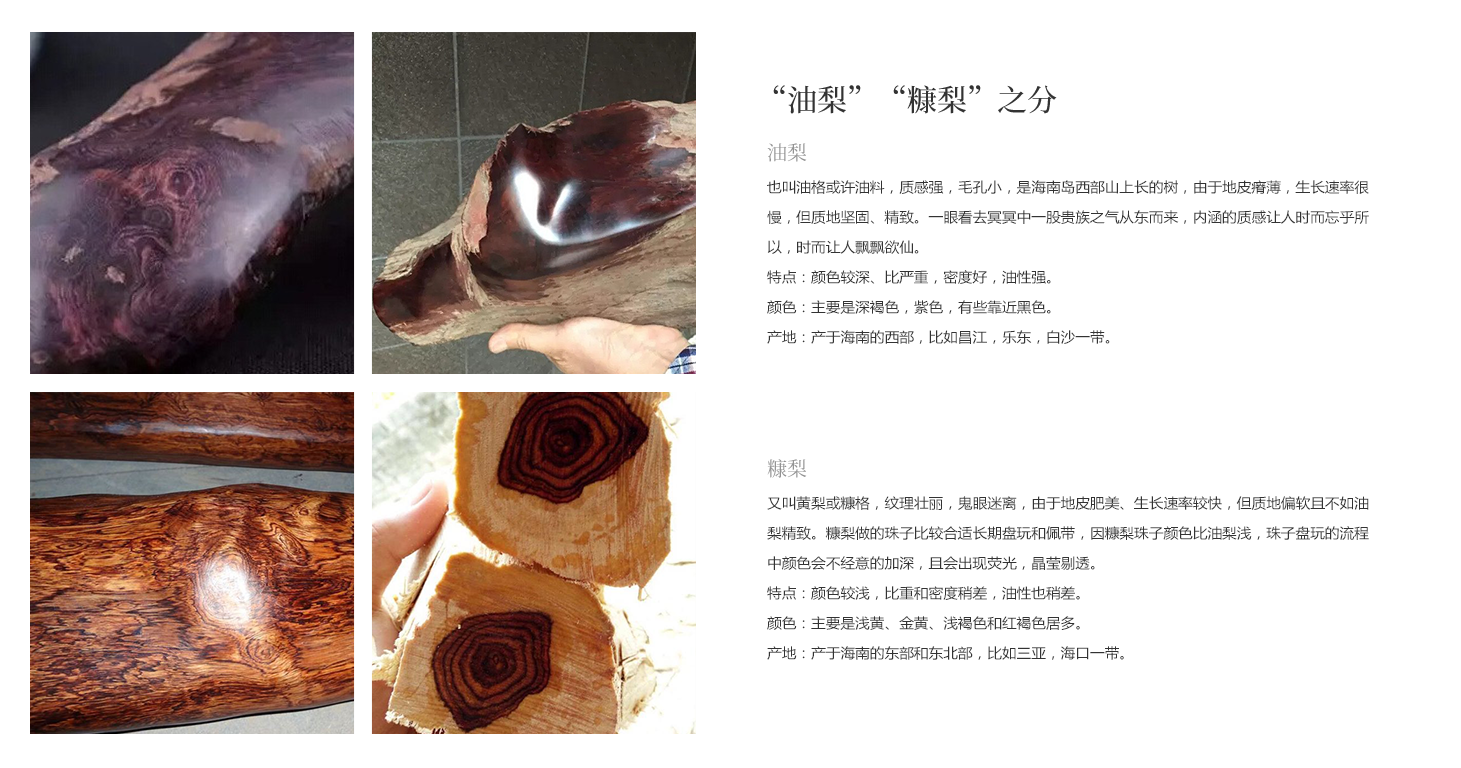 “油梨”“糠梨”之分
油梨
也叫油格或许油料，质感强，毛孔小，是海南岛西部山上长的树，由于地皮瘠薄，生长速率很
慢，但质地坚固、精致。一眼看去冥冥中一股贵族之气从东而来，内涵的质感让人时而忘乎所
以，时而让人飘飘欲仙。
特点：颜色较深、比严重，密度好，油性强。
颜色：主要是深褐色，紫色，有些靠近黑色。
产地：产于海南的西部，比如昌江，乐东，白沙一带。
糠梨
又叫黄梨或糠格，纹理壮丽，鬼眼迷离，由于地皮肥美、生长速率较快，但质地偏软且不如油
梨精致。糠梨做的珠子比较合适长期盘玩和佩带，因糠梨珠子颜色比油梨浅，珠子盘玩的流程
中颜色会不经意的加深，且会出现荧光，晶莹剔透。
特点：颜色较浅，比重和密度稍差，油性也稍差。
颜色：主要是浅黄、金黄、浅褐色和红褐色居多。
产地：产于海南的东部和东北部，比如三亚，海口一带。